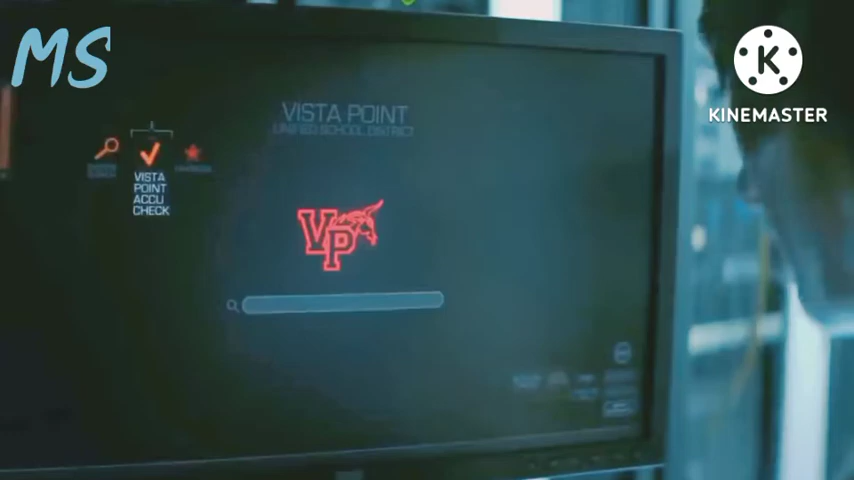 MS
K
KINEMASTER
VISTA POINT
UNIFIED SCHOOL DISTRICT
VISTA
POINT
ACCU
CHECK
VP